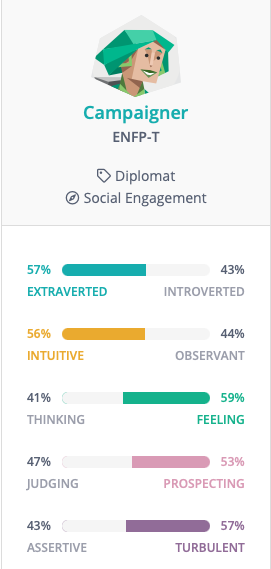 Campaigner
ENFP-T
Diplomat
Social Engagement
57% 43%
EXTRAVERTED INTROVERTED
56% 44%
INTUITIVE OBSERVANT
41% 59%
THINKING FEELING
47% 53%
JUDGING PROSPECTING
43% 57%
ASSERTIVE TURBULENT